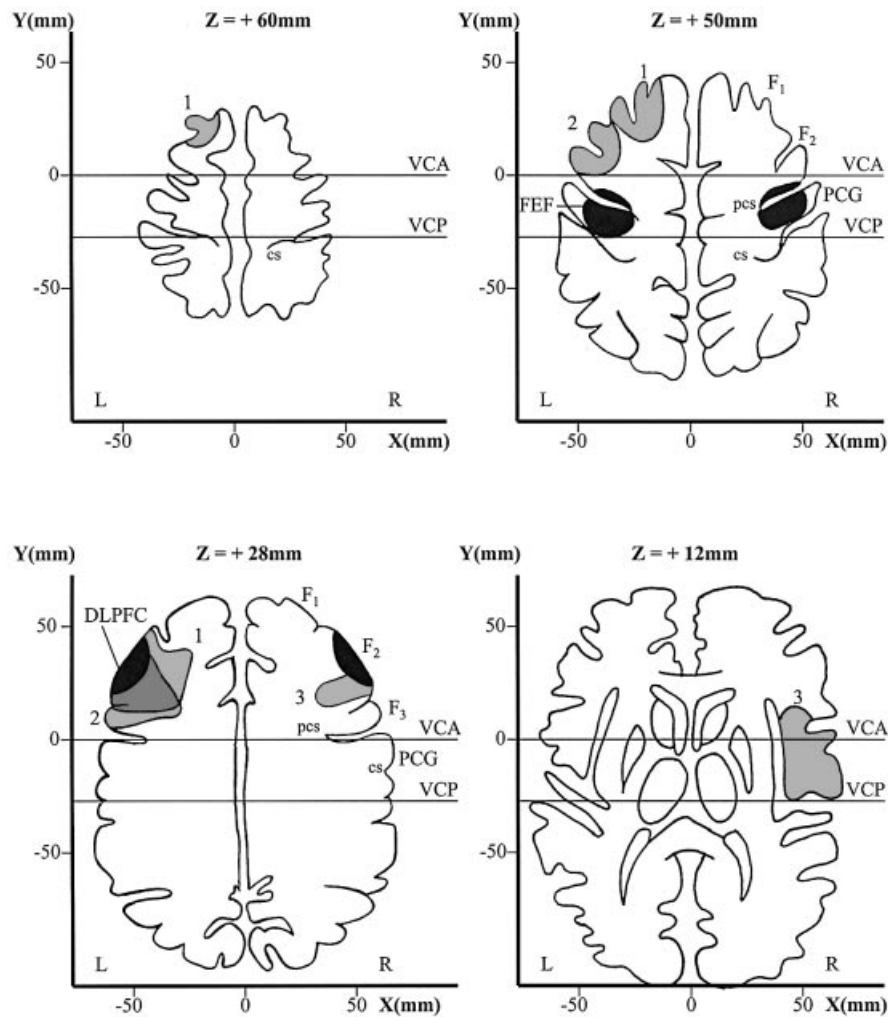 Y(mm) Z = + 60mm
50
1
0
VCA
VCP
cs
-50
L R
-50 0 50 X(mm)
Y(mm) Z = + 50mm
50
1
F1
2
F2
0
VCA
FEF
pcs
PCG
VCP
cs
-50
L R
-50 0 50 X(mm)
Y(mm) Z = + 28mm
50
DLPFC
1
F1
F2
3
2
F3
pcs
0
VCA
cs
PCG
VCP
-50
L R
-50 0 50 X(mm)
Y(mm) Z = + 12mm
50
3
0
VCA
VCP
-50
L R
-50 0 50 X(mm)